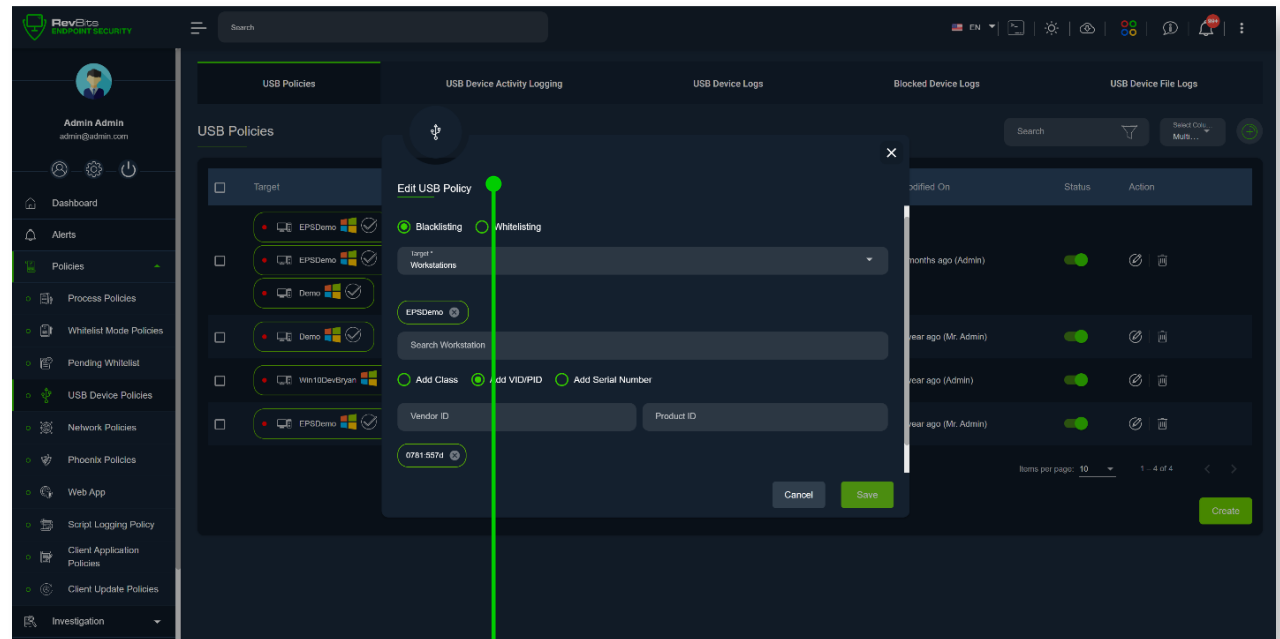 RevBits
ENDPOINT SECURITY
Search
EN
99+
Admin Admin
admin@admin.com
Dashboard
Alerts
Policies
Process Policies
Whitelist Mode Policies
Pending Whitelist
USB Device Policies
Network Policies
Phoenix Policies
Web App
Script Logging Policy
Client Application
Policies
Client Update Policies
Investigation
USB Policies
USB Device Activity Logging
USB Device Logs
Blocked Device Logs
USB Device File Logs
USB Policies
Search
Select Colu...
Multi...
Target
Modified On
Status
Action
EPSDemo
EPSDemo
months ago (Admin)
Demo
Demo
year ago (Mr. Admin)
Win10DevBryan
year ago (Admin)
EPSDemo
year ago (Mr. Admin)
Items per page: 10
1 – 4 of 4
Create
Edit USB Policy
Blacklisting
Whitelisting
Target *
Workstations
EPSDemo
Search Workstation
Add Class
Add VID/PID
Add Serial Number
Vendor ID
Product ID
0781:557d
Cancel
Save